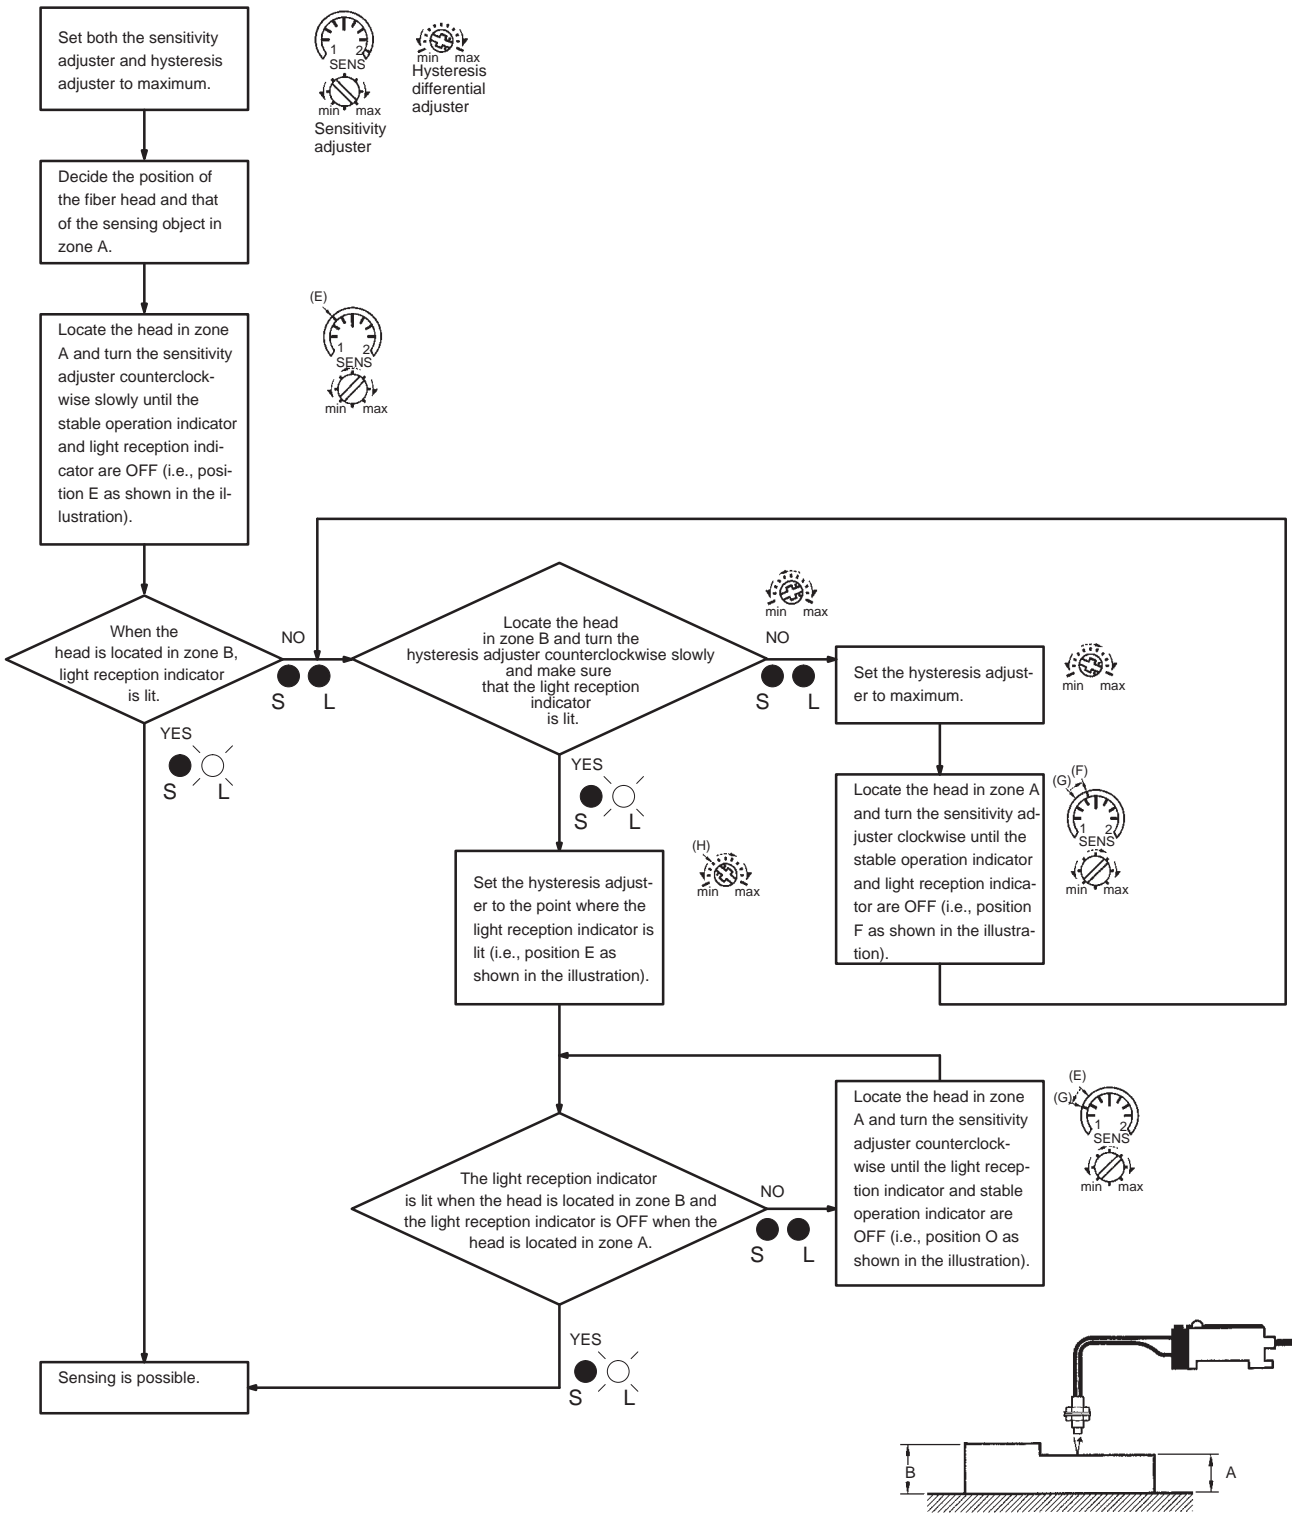 Set both the sensitivity
adjuster and hysteresis
adjuster to maximum.
1 2
SENS
min max
Sensitivity
adjuster
min max
Hysteresis
differential
adjuster
Decide the position of
the fiber head and that
of the sensing object in
zone A.
Locate the head in zone
A and turn the sensitivity
adjuster counterclock-
wise slowly until the
stable operation indicator
and light reception indi-
cator are OFF (i.e., posi-
tion E as shown in the il-
lustration).
(E)
1 2
SENS
min max
When the
head is located in zone B,
light reception indicator
is lit.
NO
S L
YES
S L
Locate the head
in zone B and turn the
hysteresis adjuster counterclockwise slowly
and make sure
that the light reception
indicator
is lit.
min max
NO
S L
YES
S L
Set the hysteresis adjust-
er to maximum.
min max
Locate the head in zone A
and turn the sensitivity ad-
juster clockwise until the
stable operation indicator
and light reception indica-
tor are OFF (i.e., position
F as shown in the illustra-
tion).
(F)
(G)
1 2
SENS
min max
Set the hysteresis adjust-
er to the point where the
light reception indicator is
lit (i.e., position E as
shown in the illustration).
(H)
min max
The light reception indicator
is lit when the head is located in zone B and
the light reception indicator is OFF when the
head is located in zone A.
NO
S L
YES
S L
Locate the head in zone
A and turn the sensitivity
adjuster counterclock-
wise until the light recep-
tion indicator and stable
operation indicator are
OFF (i.e., position O as
shown in the illustration).
(E)
(G)
1 2
SENS
min max
Sensing is possible.
B
A